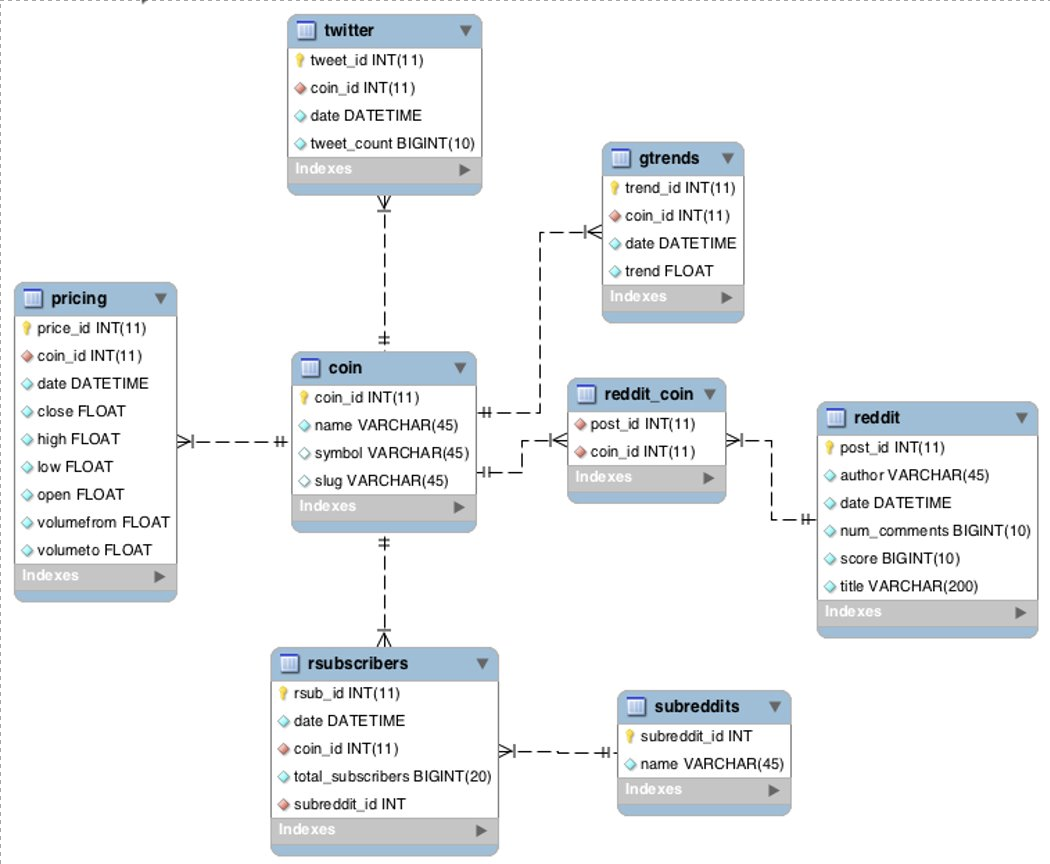 twitter
tweet_id INT(11)
coin_id INT(11)
date DATETIME
tweet_count BIGINT(10)
Indexes
gtrends
trend_id INT(11)
coin_id INT(11)
date DATETIME
trend FLOAT
Indexes
pricing
price_id INT(11)
coin_id INT(11)
date DATETIME
close FLOAT
high FLOAT
low FLOAT
open FLOAT
volumefrom FLOAT
volumeto FLOAT
Indexes
coin
coin_id INT(11)
name VARCHAR(45)
symbol VARCHAR(45)
slug VARCHAR(45)
Indexes
reddit_coin
post_id INT(11)
coin_id INT(11)
Indexes
reddit
post_id INT(11)
author VARCHAR(45)
date DATETIME
num_comments BIGINT(10)
score BIGINT(10)
title VARCHAR(200)
Indexes
rsubscribers
rsub_id INT(11)
date DATETIME
coin_id INT(11)
total_subscribers BIGINT(20)
subreddit_id INT
Indexes
subreddits
subreddit_id INT
name VARCHAR(45)
Indexes